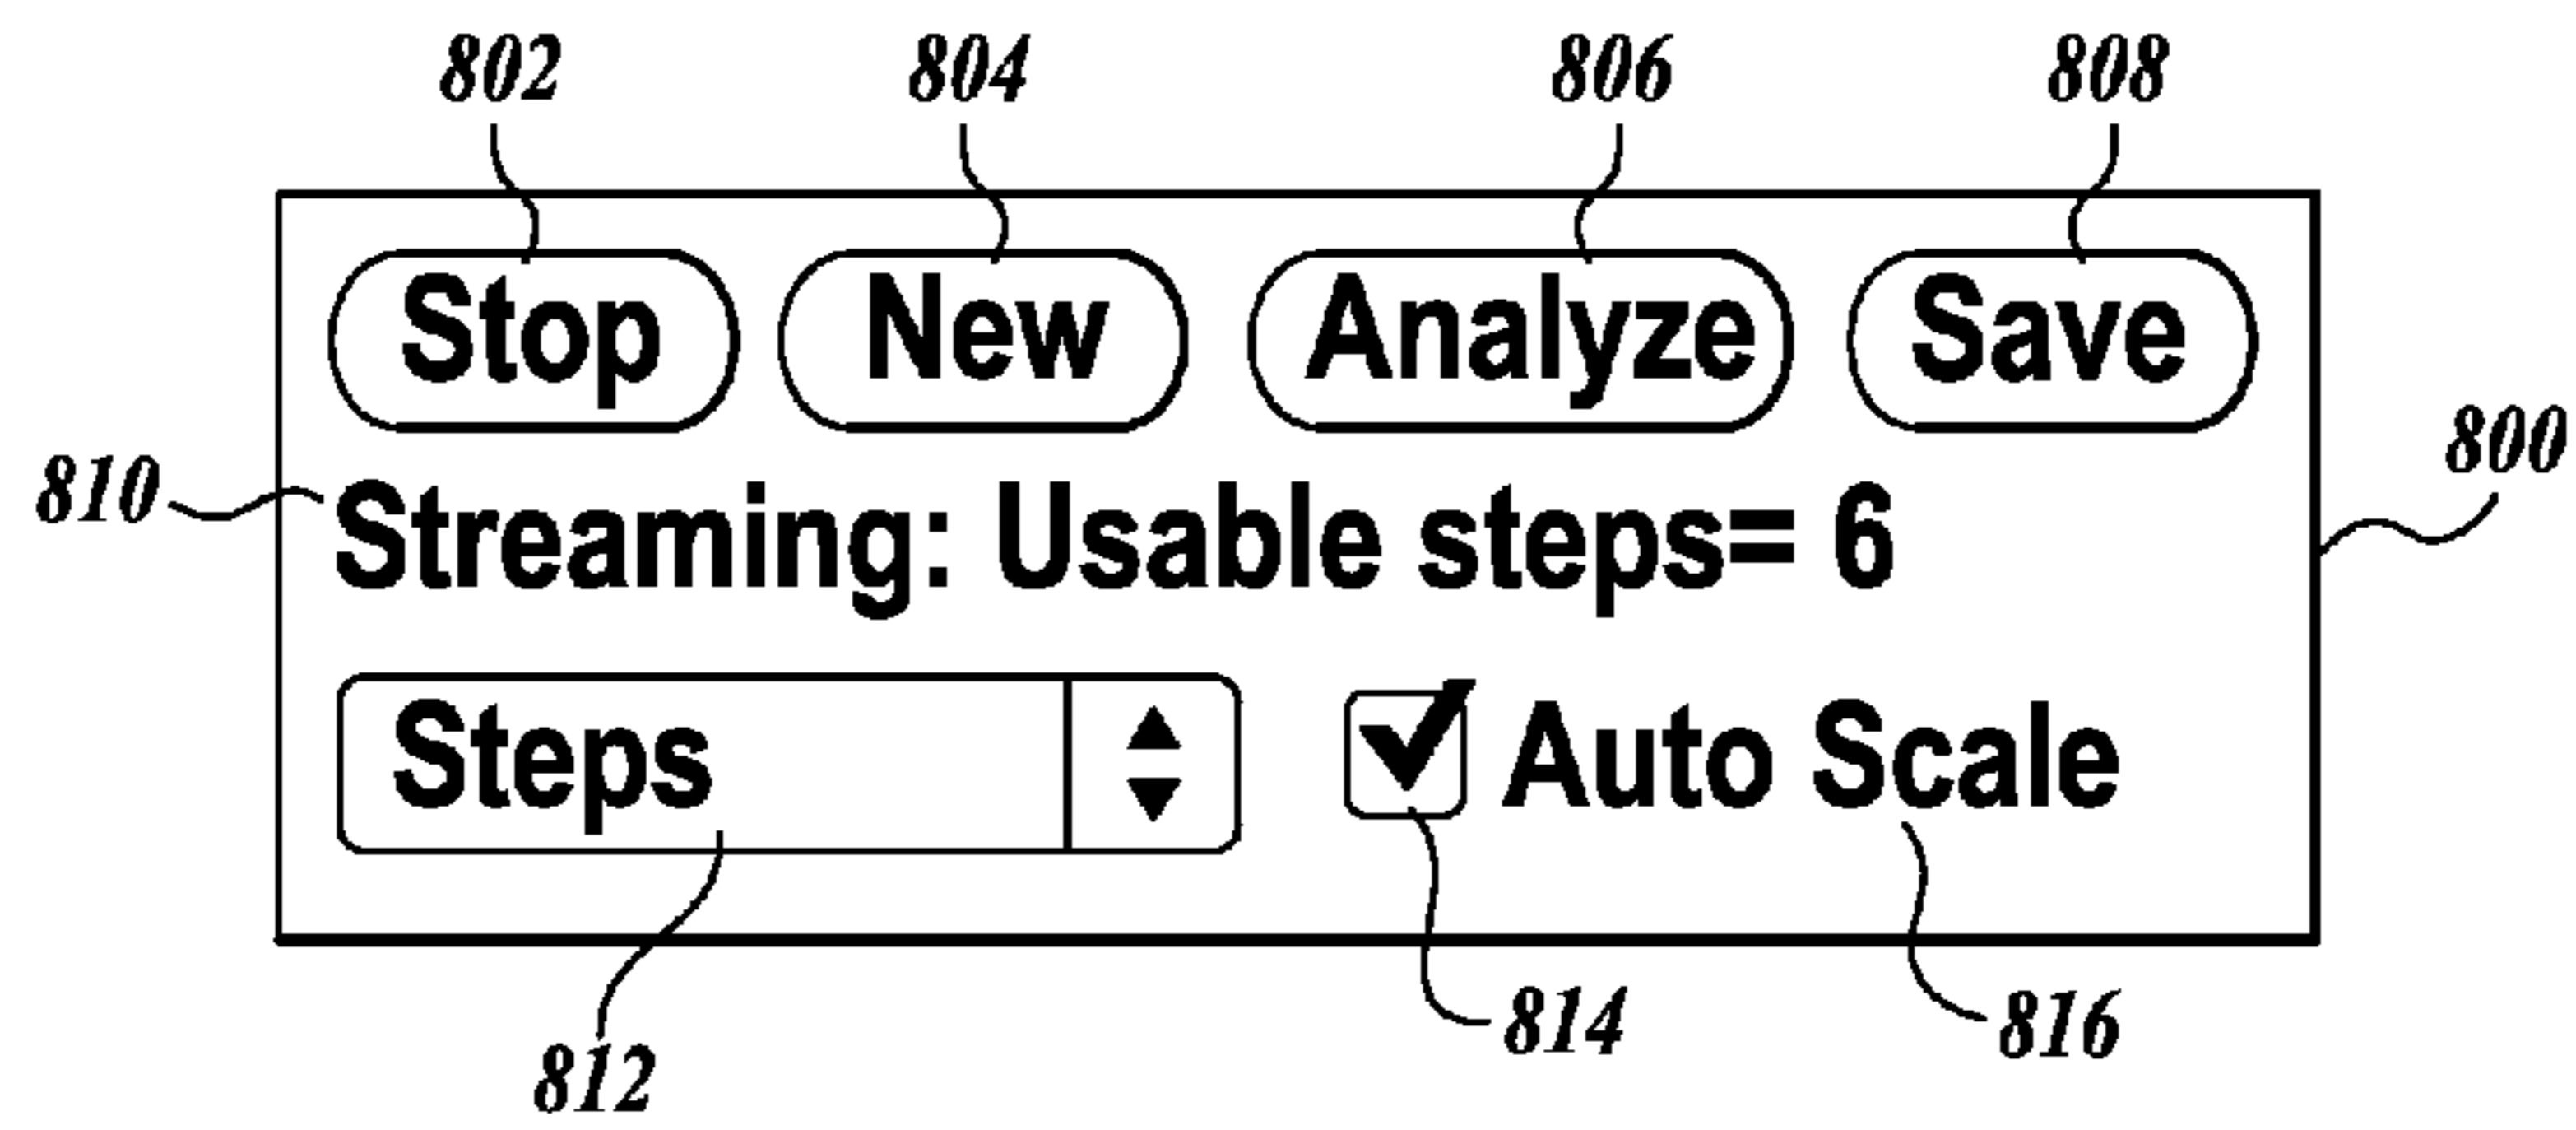 802 804 806 808
Stop New Analyze Save
800
810 Streaming: Usable steps= 6
Steps Auto Scale
812 814 816